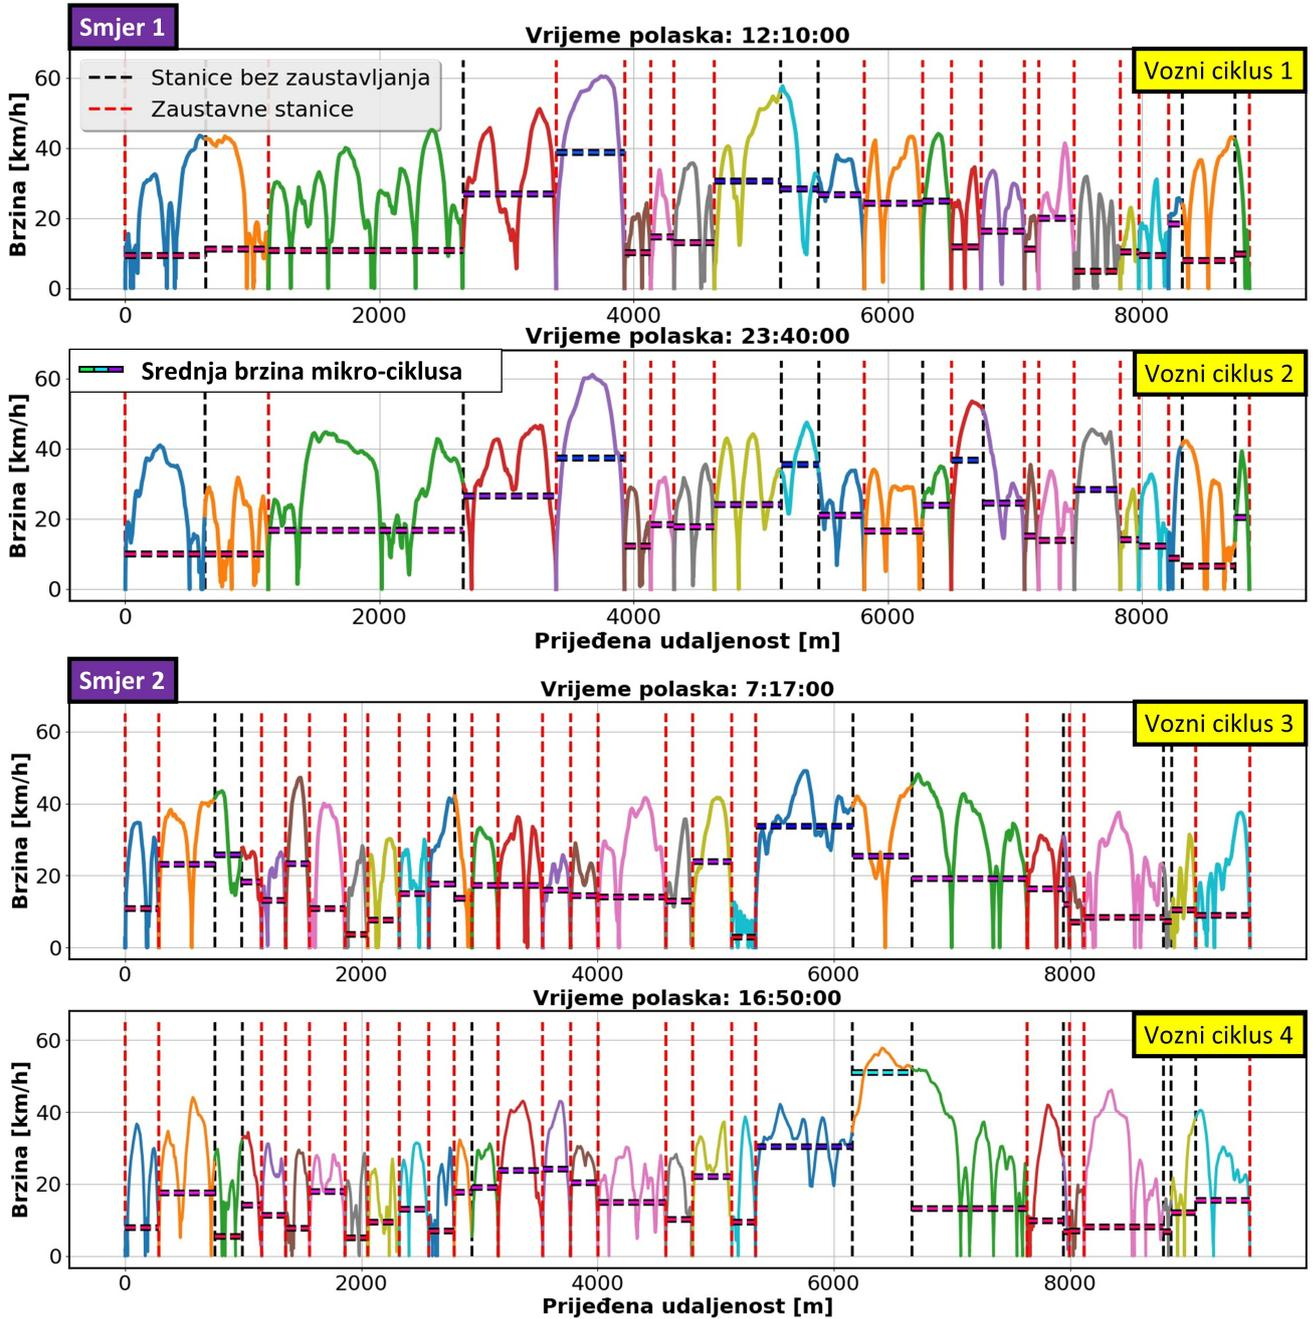 Smjer 1
Vrijeme polaska: 12:10:00
Vozni ciklus 1
Stanice bez zaustavljanja
Zaustavne stanice
Brzina [km/h]
60
40
20
0
0 2000 4000 6000 8000
Vrijeme polaska: 23:40:00
Vozni ciklus 2
Srednja brzina mikro-ciklusa
Brzina [km/h]
60
40
20
0
0 2000 4000 6000 8000
Prijeđena udaljenost [m]
Smjer 2
Vrijeme polaska: 7:17:00
Vozni ciklus 3
Brzina [km/h]
60
40
20
0
0 2000 4000 6000 8000
Vrijeme polaska: 16:50:00
Vozni ciklus 4
Brzina [km/h]
60
40
20
0
0 2000 4000 6000 8000
Prijeđena udaljenost [m]